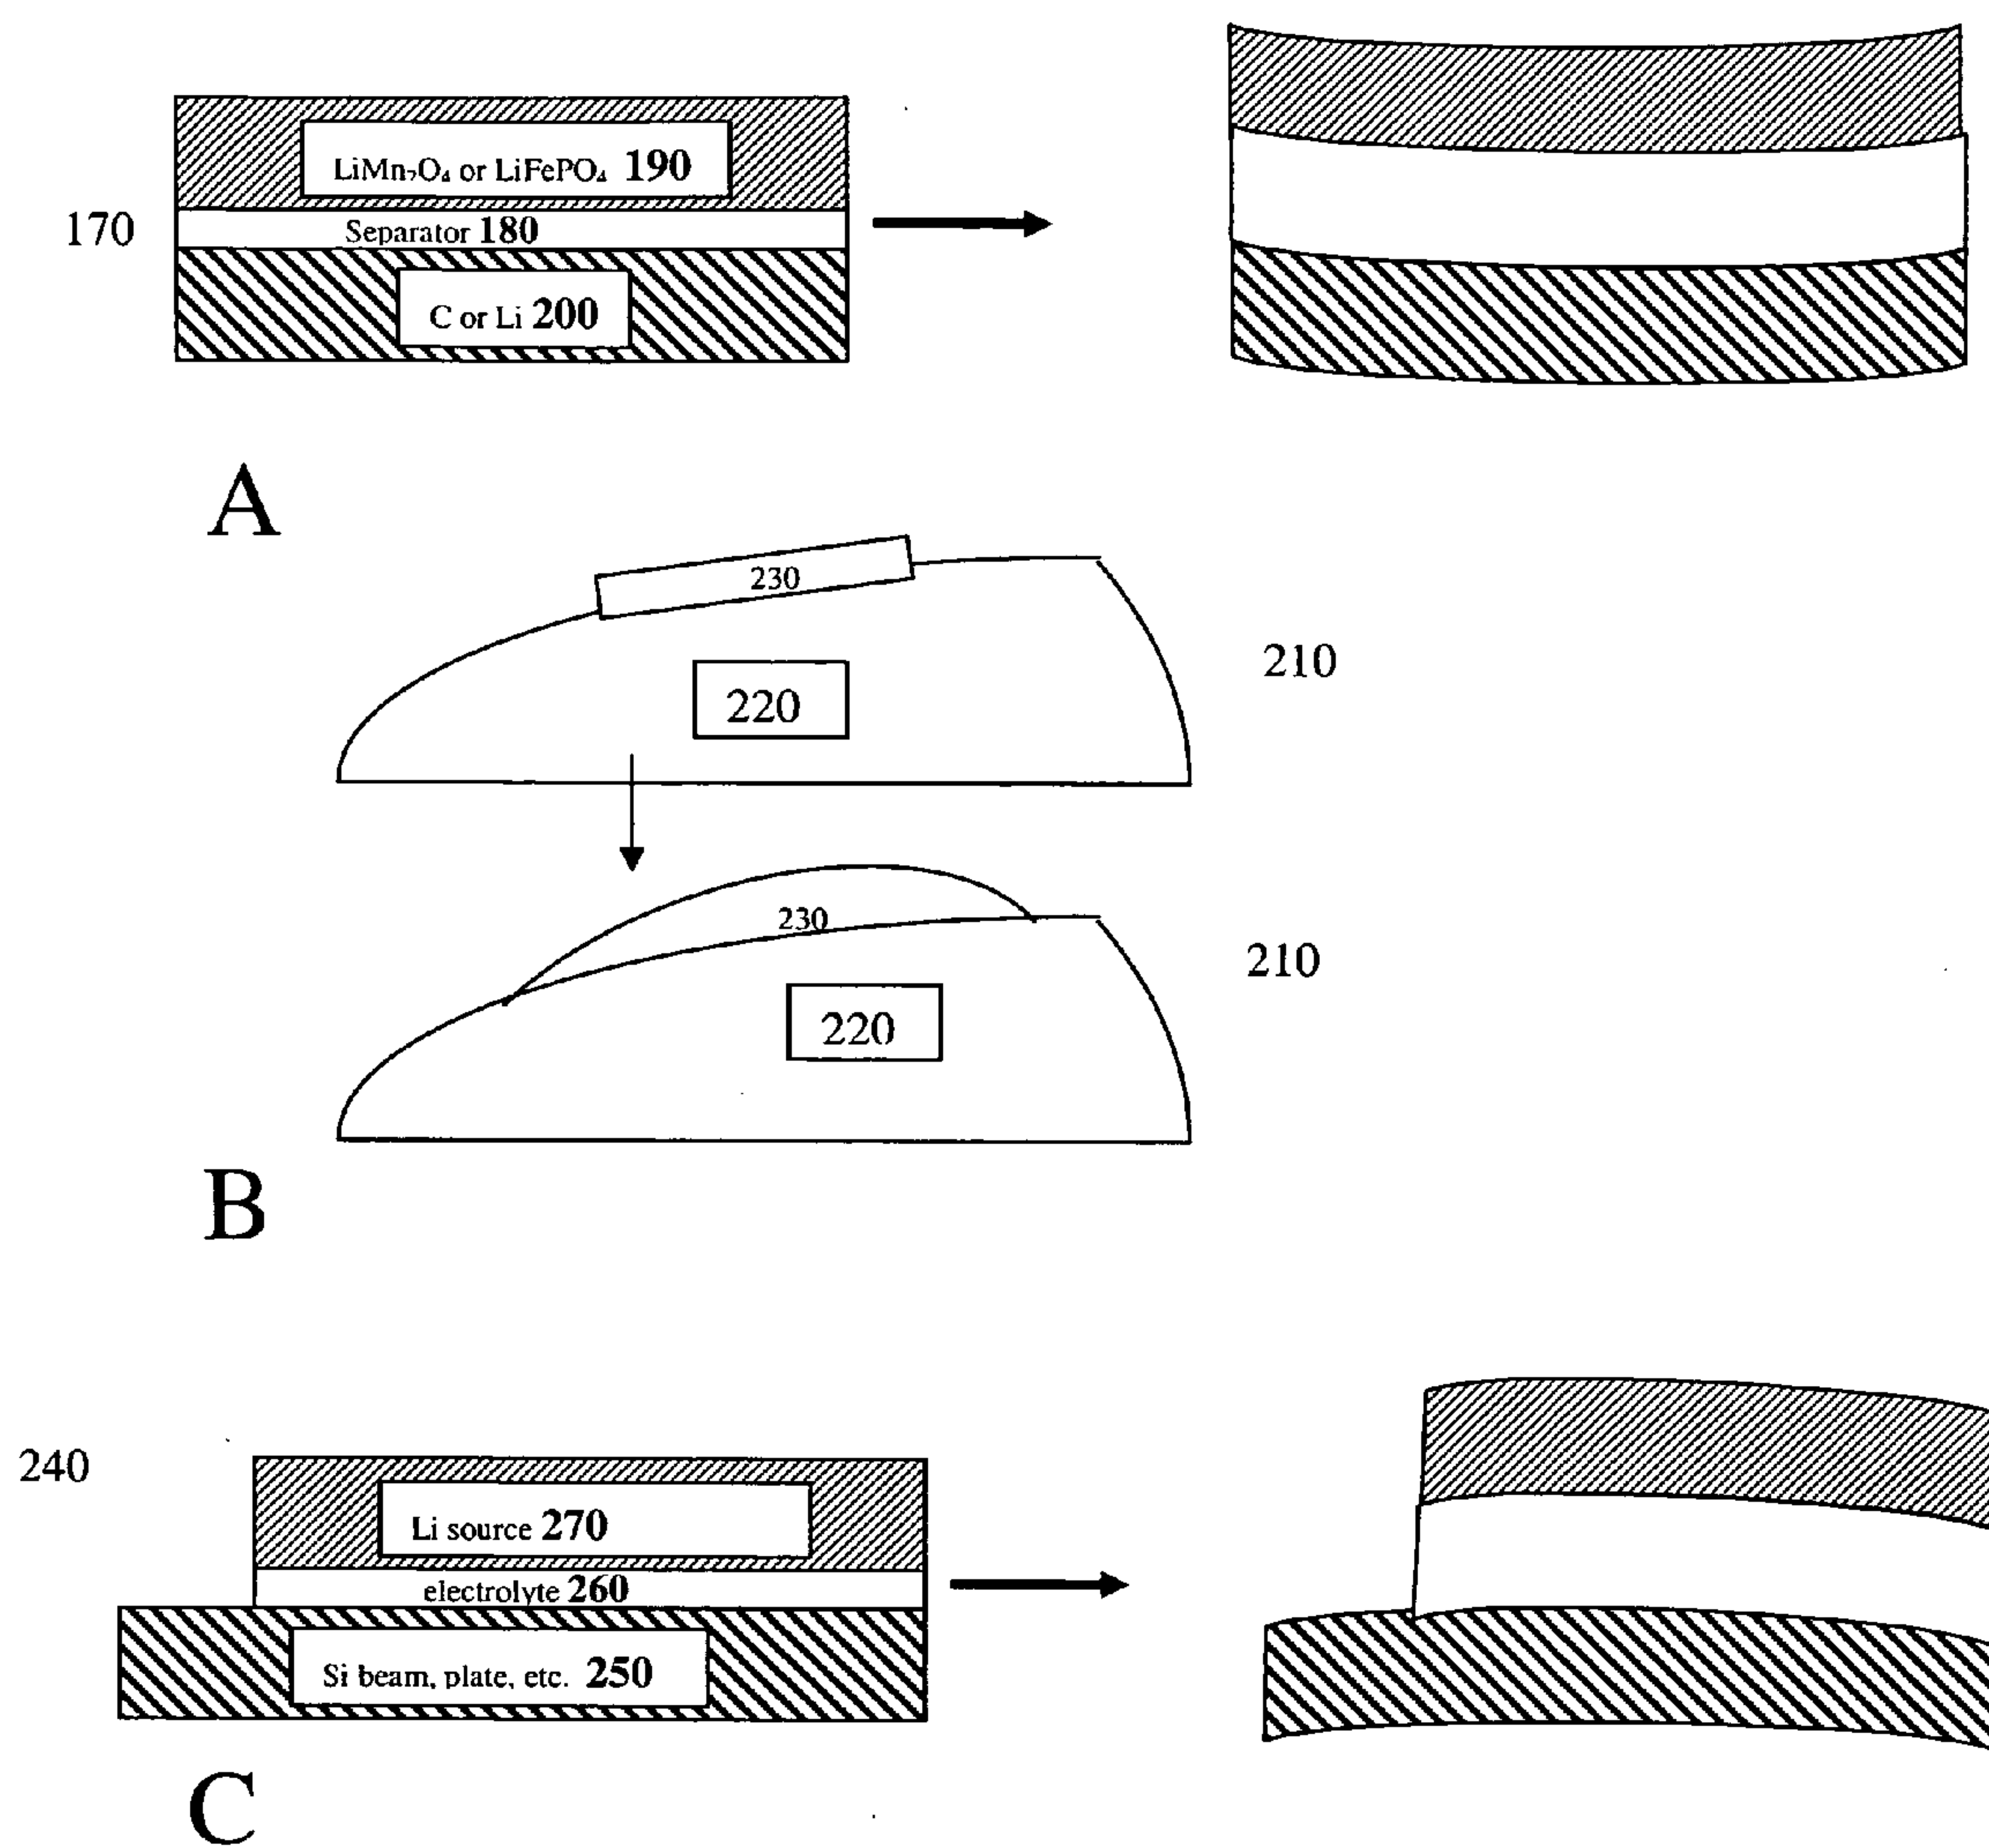 LiMn₂O₄ or LiFePO₄ 190
170
Separator 180
C or Li 200
A
230
210
220
230
210
220
B
240
Li source 270
electrolyte 260
Si beam, plate, etc. 250
C